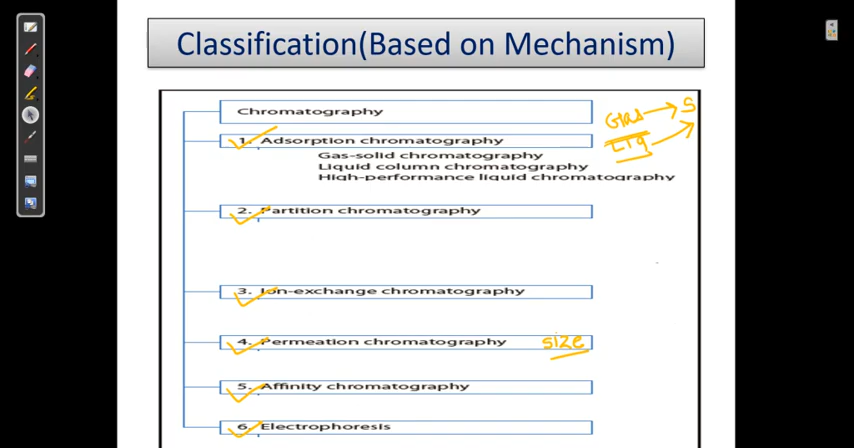 Classification(Based on Mechanism)
Chromatography
Gas → S
1. Adsorption chromatography
Liq
Gas-solid chromatography
Liquid column chromatography
High-performance liquid chromatography
2. Partition chromatography
3. Ion-exchange chromatography
4. Permeation chromatography size
5. Affinity chromatography
6. Electrophoresis